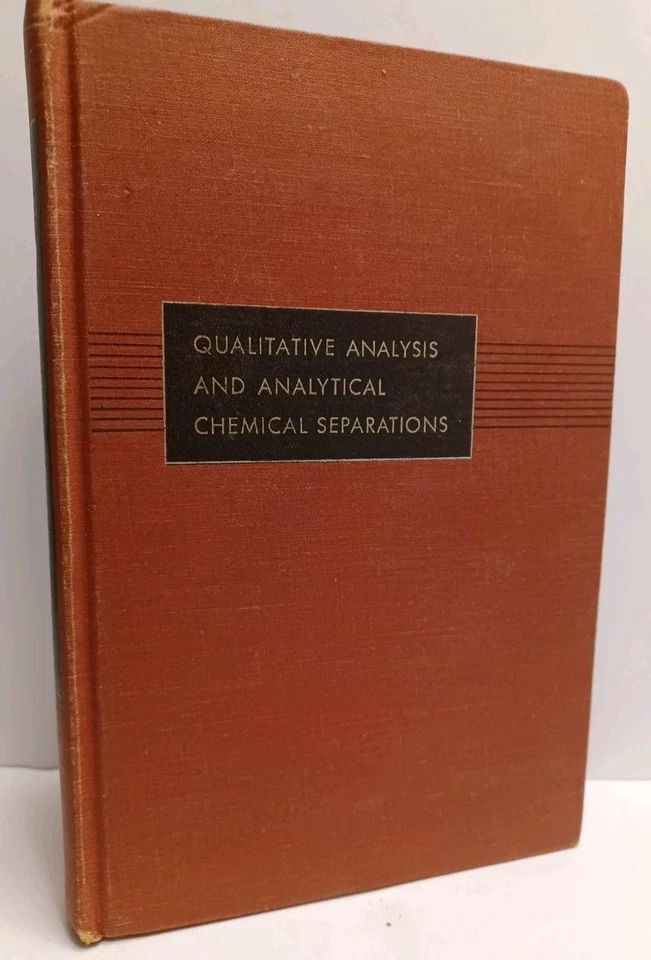 QUALITATIVE ANALYSIS
AND ANALYTICAL
CHEMICAL SEPARATIONS